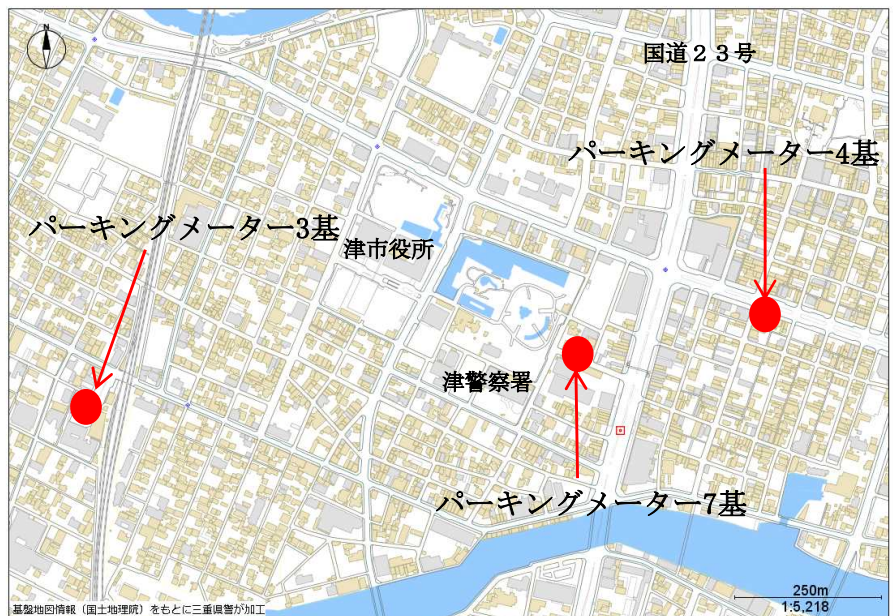 N
国道２３号
パーキングメーター4基
パーキングメーター3基
津市役所
津警察署
パーキングメーター7基
250m
1:5,218
基盤地図情報（国土地理院）をもとに三重県警が加工